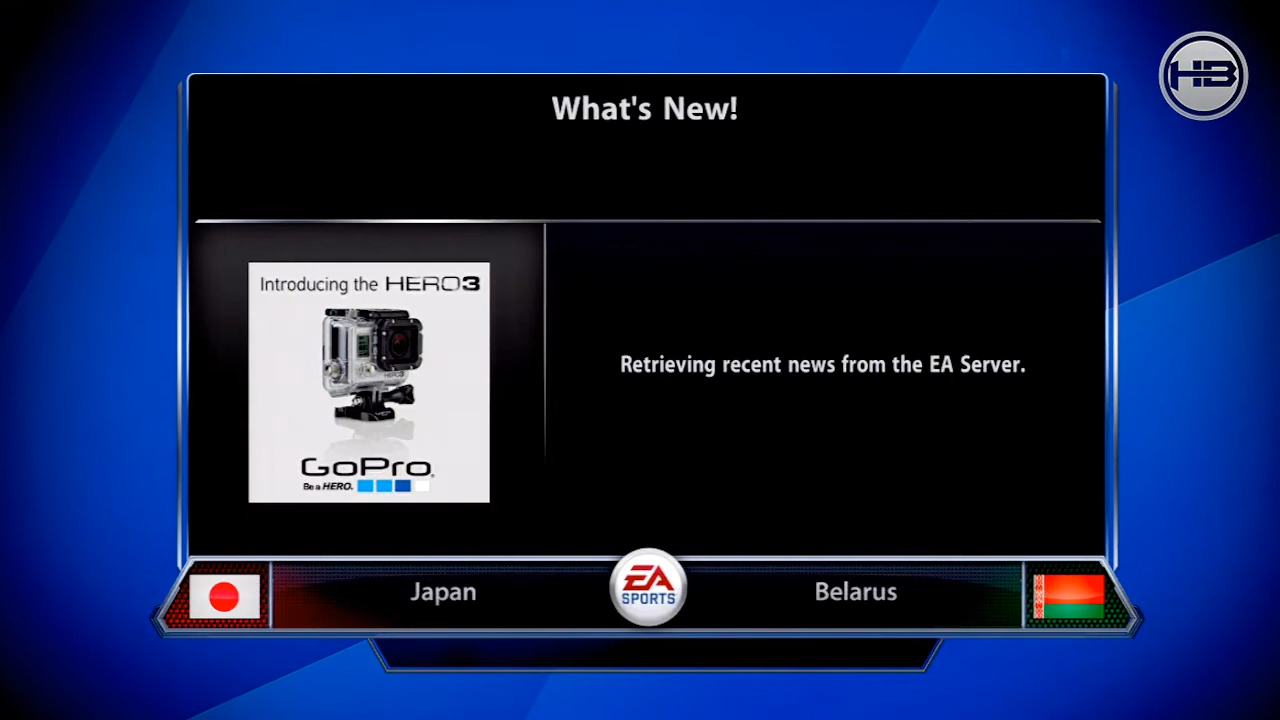 HB
What's New!
Introducing the HERO3
HERO3
GoPro.
Be a HERO.
Retrieving recent news from the EA Server.
Japan
EA
SPORTS
Belarus